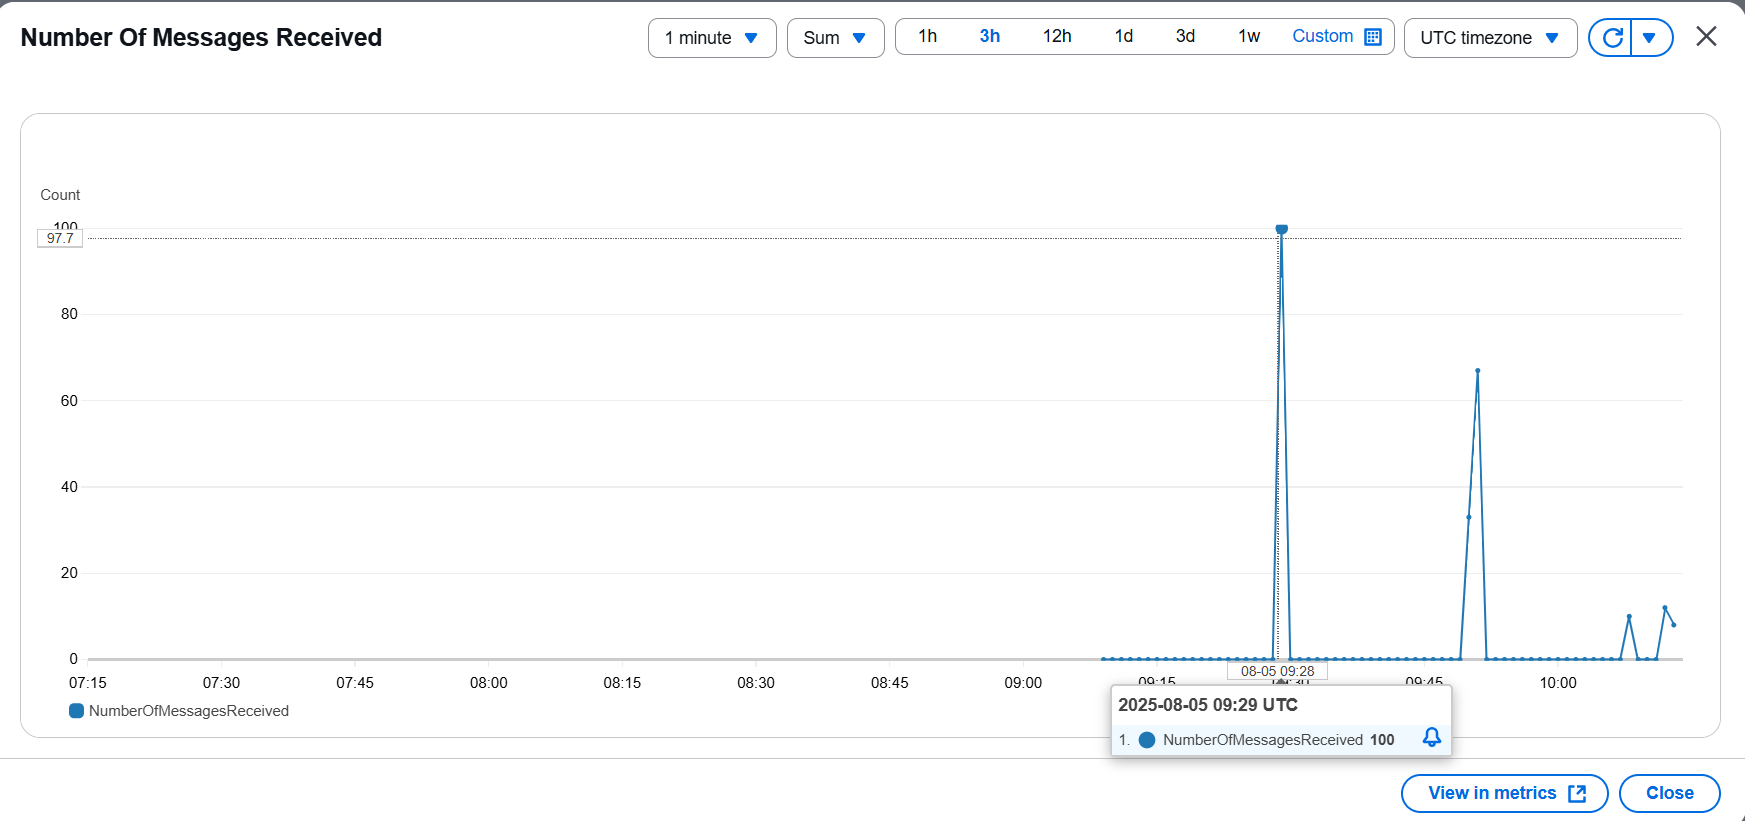 Number Of Messages Received
1 minute Sum 1h 3h 12h 1d 3d 1w Custom UTC timezone
Count
100
97.7
80
60
40
20
0
07:15 07:30 07:45 08:00 08:15 08:30 08:45 09:00 09:15 09:30 09:45 10:00
08-05 09:28
NumberOfMessagesReceived
2025-08-05 09:29 UTC
1. NumberOfMessagesReceived 100
View in metrics Close